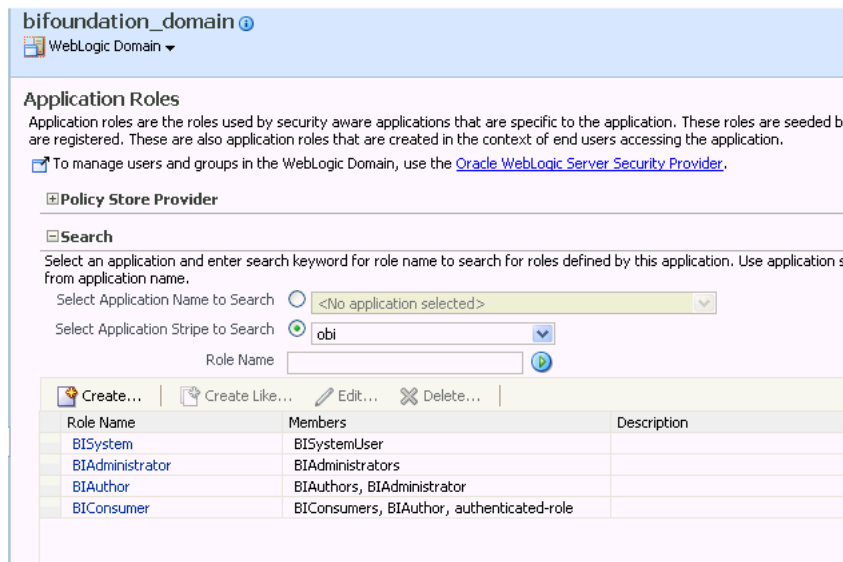 bifoundation_domain
WebLogic Domain
Application Roles
Application roles are the roles used by security aware applications that are specific to the application. These roles are seeded b
are registered. These are also application roles that are created in the context of end users accessing the application.
To manage users and groups in the WebLogic Domain, use the Oracle WebLogic Server Security Provider.
Policy Store Provider
Search
Select an application and enter search keyword for role name to search for roles defined by this application. Use application s
from application name.
Select Application Name to Search <No application selected>
Select Application Stripe to Search obi
Role Name
Create... Create Like... Edit... Delete...
Role Name Members Description
BISystem BISystemUser
BIAdministrator BIAdministrators
BIAuthor BIAuthors, BIAdministrator
BIConsumer BIConsumers, BIAuthor, authenticated-role